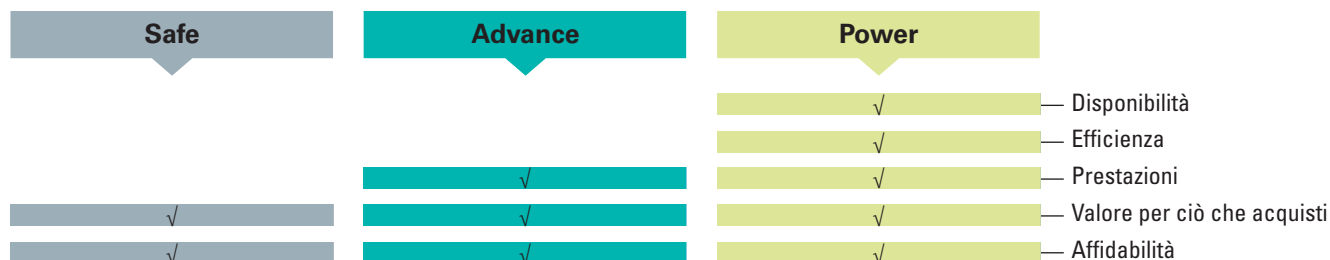 Safe Advance Power
√ Disponibilità
√ Efficienza
√ √ Prestazioni
√ √ √ Valore per ciò che acquisti
√ √ √ Affidabilità